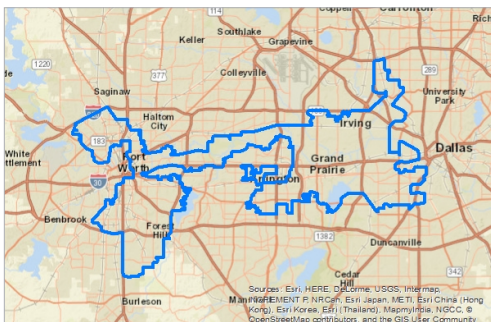 114
Coppell
Carrollton
Southlake
Keller
Grapevine
1220
377
Colleyville
289
Saginaw
University
Park
Haltom
City
Irving
183
Dallas
White
Fort
Worth
Grand
Prairie
Arlington
Benbrook
Forest
Hill
1382
Duncanville
Cedar
Hill
342
Burleson
Sources: Esri, HERE, DeLorme, USGS, Intermap,
INCREMENT P, NRCan, Esri Japan, METI, Esri China (Hong
Kong), Esri Korea, Esri (Thailand), MapmyIndia, NGCC, ©
OpenStreetMap contributors, and the GIS User Community